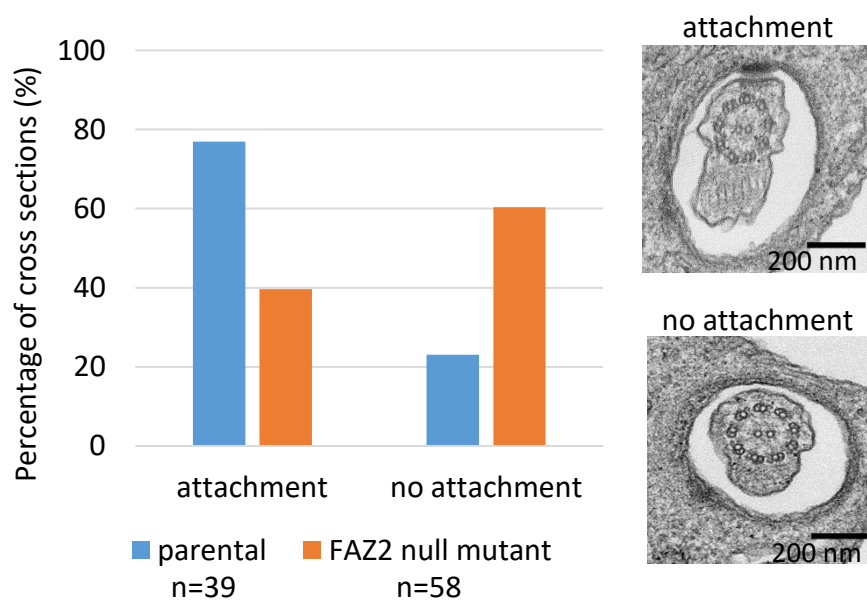 Percentage of cross sections (%)
100
80
60
40
20
0
attachment
no attachment
parental
n=39
FAZ2 null mutant
n=58
attachment
200 nm
no attachment
200 nm